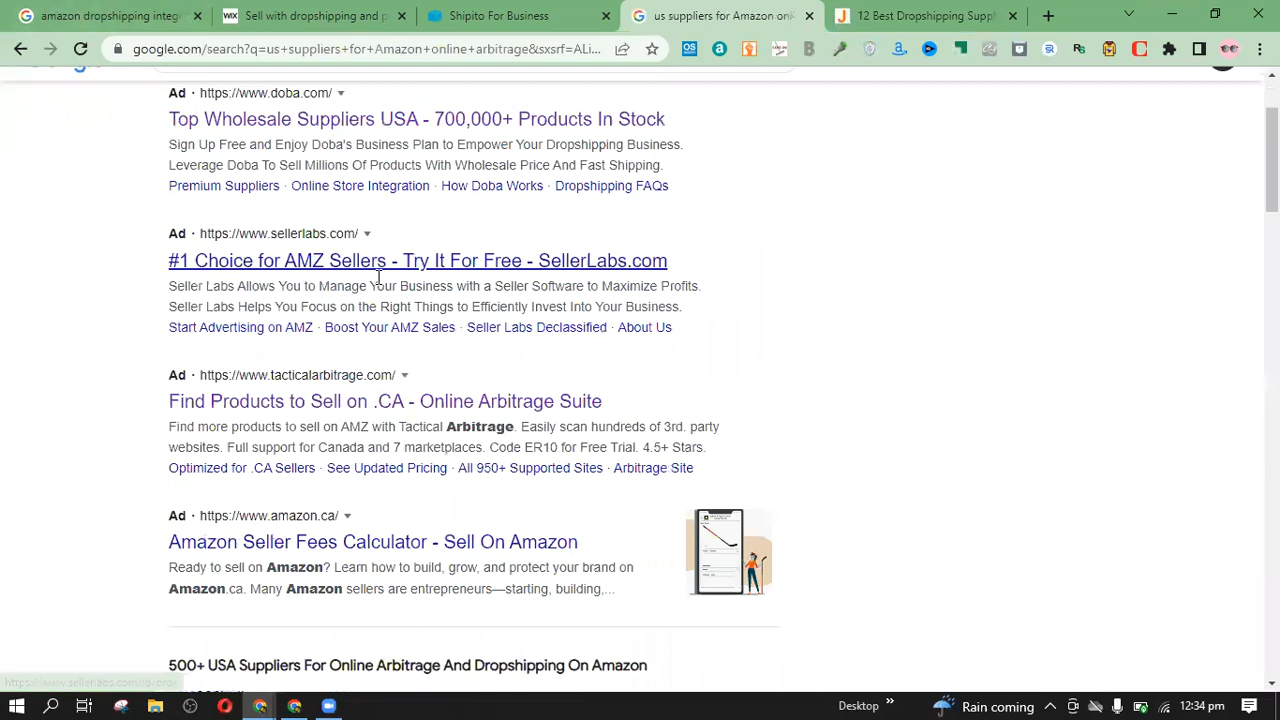 amazon dropshipping integ
WIX
Sell with dropshipping and p
Shipito For Business
us suppliers for Amazon onl
12 Best Dropshipping Suppl
google.com/search?q=us+suppliers+for+Amazon+online+arbitrage&sxsrf=ALi...
Ad · https://www.doba.com/
Top Wholesale Suppliers USA - 700,000+ Products In Stock
Sign Up Free and Enjoy Doba's Business Plan to Empower Your Dropshipping Business.
Leverage Doba To Sell Millions Of Products With Wholesale Price And Fast Shipping.
Premium Suppliers · Online Store Integration · How Doba Works · Dropshipping FAQs
Ad · https://www.sellerlabs.com/
#1 Choice for AMZ Sellers - Try It For Free - SellerLabs.com
Seller Labs Allows You to Manage Your Business with a Seller Software to Maximize Profits.
Seller Labs Helps You Focus on the Right Things to Efficiently Invest Into Your Business.
Start Advertising on AMZ · Boost Your AMZ Sales · Seller Labs Declassified · About Us
Ad · https://www.tacticalarbitrage.com/
Find Products to Sell on .CA - Online Arbitrage Suite
Find more products to sell on AMZ with Tactical Arbitrage. Easily scan hundreds of 3rd. party
websites. Full support for Canada and 7 marketplaces. Code ER10 for Free Trial. 4.5+ Stars.
Optimized for .CA Sellers · See Updated Pricing · All 950+ Supported Sites · Arbitrage Site
Ad · https://www.amazon.ca/
Amazon Seller Fees Calculator - Sell On Amazon
Ready to sell on Amazon? Learn how to build, grow, and protect your brand on
Amazon.ca. Many Amazon sellers are entrepreneurs—starting, building,...
500+ USA Suppliers For Online Arbitrage And Dropshipping On Amazon
Desktop
Rain coming
12:34 pm